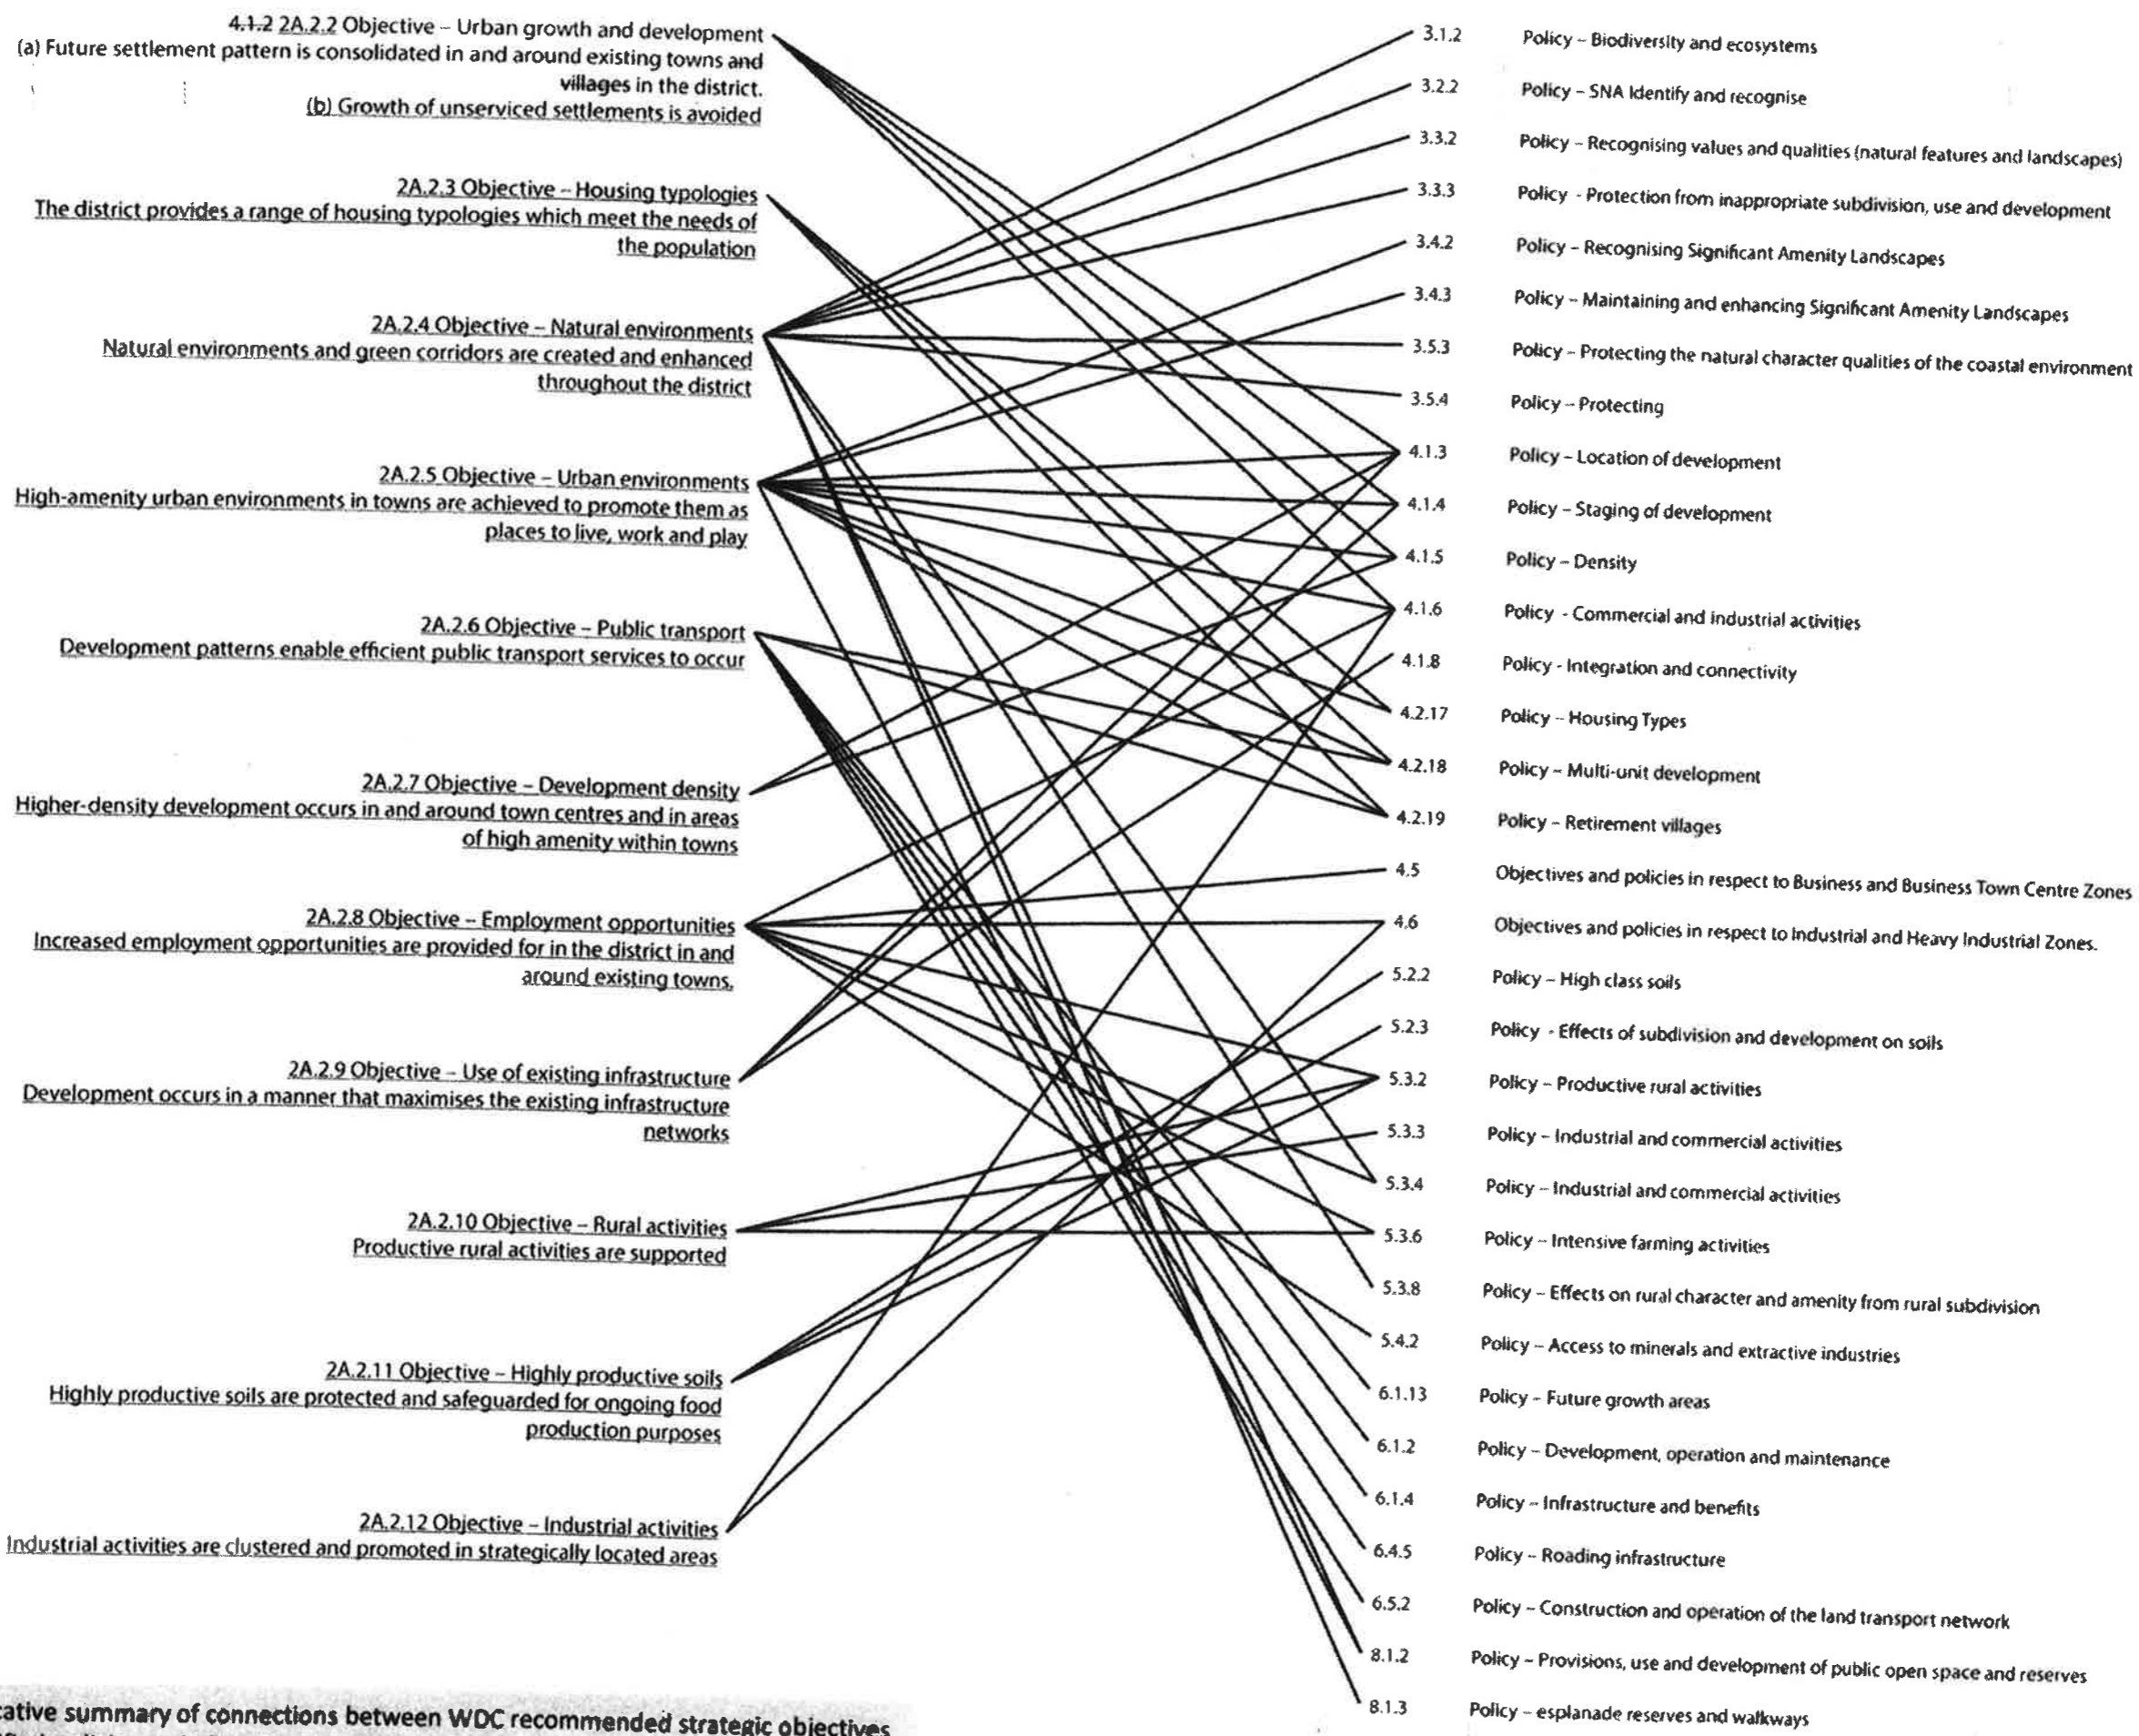 4.1.2 2A.2.2 Objective – Urban growth and development
(a) Future settlement pattern is consolidated in and around existing towns and
villages in the district.
(b) Growth of unserviced settlements is avoided
2A.2.3 Objective – Housing typologies
The district provides a range of housing typologies which meet the needs of
the population
2A.2.4 Objective – Natural environments
Natural environments and green corridors are created and enhanced
throughout the district
2A.2.5 Objective – Urban environments
High-amenity urban environments in towns are achieved to promote them as
places to live, work and play
2A.2.6 Objective – Public transport
Development patterns enable efficient public transport services to occur
2A.2.7 Objective – Development density
Higher-density development occurs in and around town centres and in areas
of high amenity within towns
2A.2.8 Objective – Employment opportunities
Increased employment opportunities are provided for in the district in and
around existing towns.
2A.2.9 Objective – Use of existing infrastructure
Development occurs in a manner that maximises the existing infrastructure
networks
2A.2.10 Objective – Rural activities
Productive rural activities are supported
2A.2.11 Objective – Highly productive soils
Highly productive soils are protected and safeguarded for ongoing food
production purposes
2A.2.12 Objective – Industrial activities
Industrial activities are clustered and promoted in strategically located areas
3.1.2 Policy – Biodiversity and ecosystems
3.2.2 Policy – SNA Identify and recognise
3.3.2 Policy – Recognising values and qualities (natural features and landscapes)
3.3.3 Policy - Protection from inappropriate subdivision, use and development
3.4.2 Policy – Recognising Significant Amenity Landscapes
3.4.3 Policy – Maintaining and enhancing Significant Amenity Landscapes
3.5.3 Policy – Protecting the natural character qualities of the coastal environment
3.5.4 Policy – Protecting
4.1.3 Policy – Location of development
4.1.4 Policy – Staging of development
4.1.5 Policy – Density
4.1.6 Policy - Commercial and industrial activities
4.1.8 Policy - Integration and connectivity
4.2.17 Policy – Housing Types
4.2.18 Policy – Multi-unit development
4.2.19 Policy – Retirement villages
4.5 Objectives and policies in respect to Business and Business Town Centre Zones
4.6 Objectives and policies in respect to Industrial and Heavy Industrial Zones.
5.2.2 Policy – High class soils
5.2.3 Policy - Effects of subdivision and development on soils
5.3.2 Policy – Productive rural activities
5.3.3 Policy – Industrial and commercial activities
5.3.4 Policy – Industrial and commercial activities
5.3.6 Policy – Intensive farming activities
5.3.8 Policy – Effects on rural character and amenity from rural subdivision
5.4.2 Policy – Access to minerals and extractive industries
6.1.13 Policy – Future growth areas
6.1.2 Policy – Development, operation and maintenance
6.1.4 Policy – Infrastructure and benefits
6.4.5 Policy – Roading infrastructure
6.5.2 Policy – Construction and operation of the land transport network
8.1.2 Policy – Provisions, use and development of public open space and reserves
8.1.3 Policy – esplanade reserves and walkways
ative summary of connections between WDC recommended strategic objectives